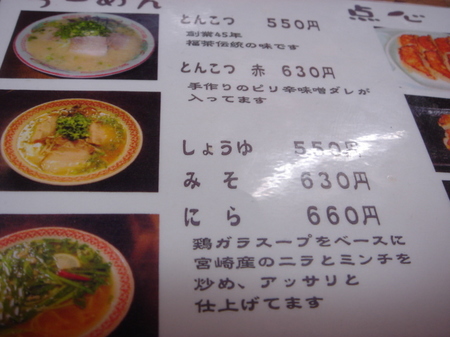 らーめん
点心
とんこつ 550円
創業45年
福菜伝統の味です
とんこつ 赤 630円
手作りのピリ辛味噌ダレが
入ってます
しょうゆ 550円
みそ 630円
にら 660円
鶏ガラスープをベースに
宮崎産のニラとミンチを
炒め、アッサリと
仕上げてます